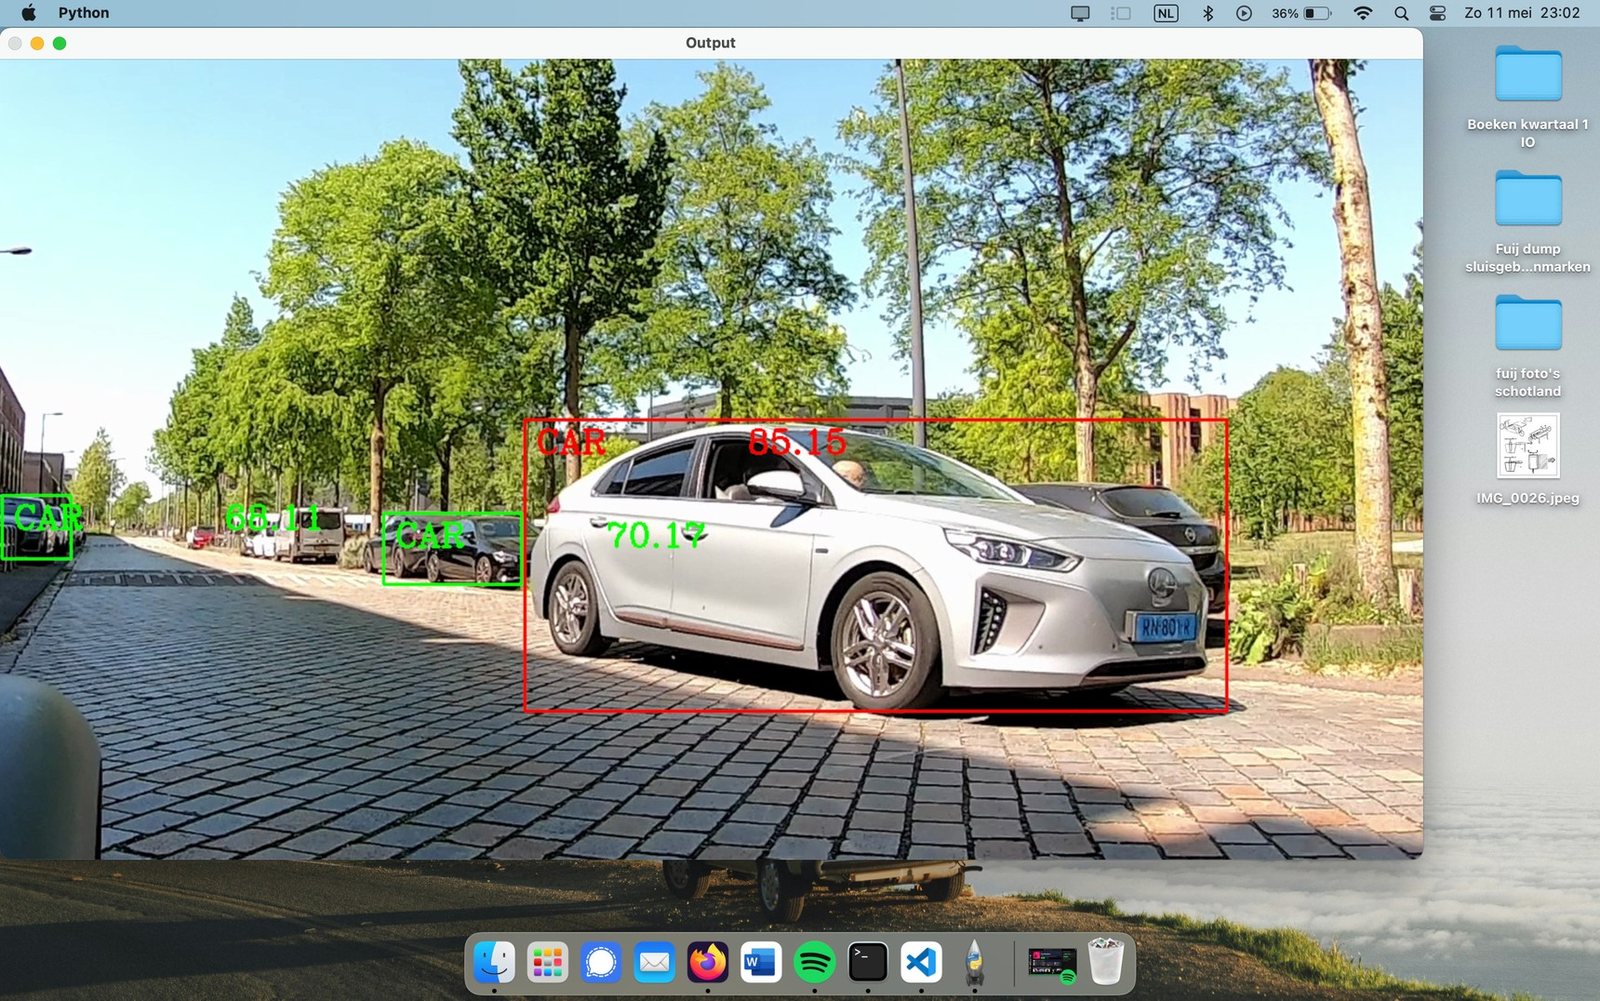 Python
NL
36%
Zo 11 mei 23:02
Output
Boeken kwartaal 1
IO
Fuij dump
sluisgeb...nmarken
fuij foto's
schotland
IMG_0026.jpeg
CAR
85.15
CAR
68.11
CAR
70.17
RN-801-R
W
>_